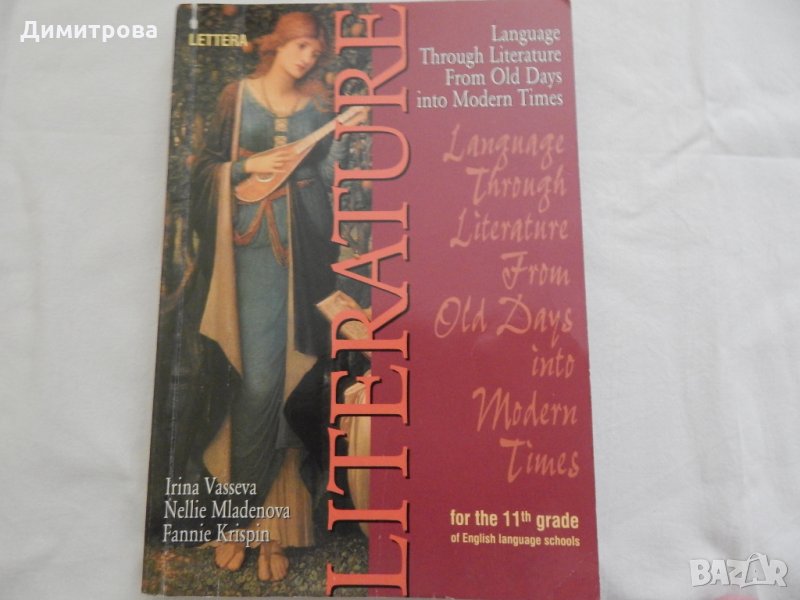 Димитрова
LETTERA
LITERATURE
Language
Through Literature
From Old Days
into Modern Times
Language
Through
Literature
From
Old Days
into
Modern
Times
Irina Vasseva
Nellie Mladenova
Fannie Krispin
for the 11th grade
of English language schools
BAZAR